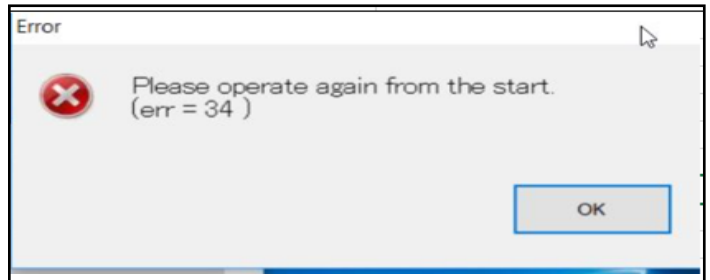 Error
Please operate again from the start.
(err = 34 )
OK